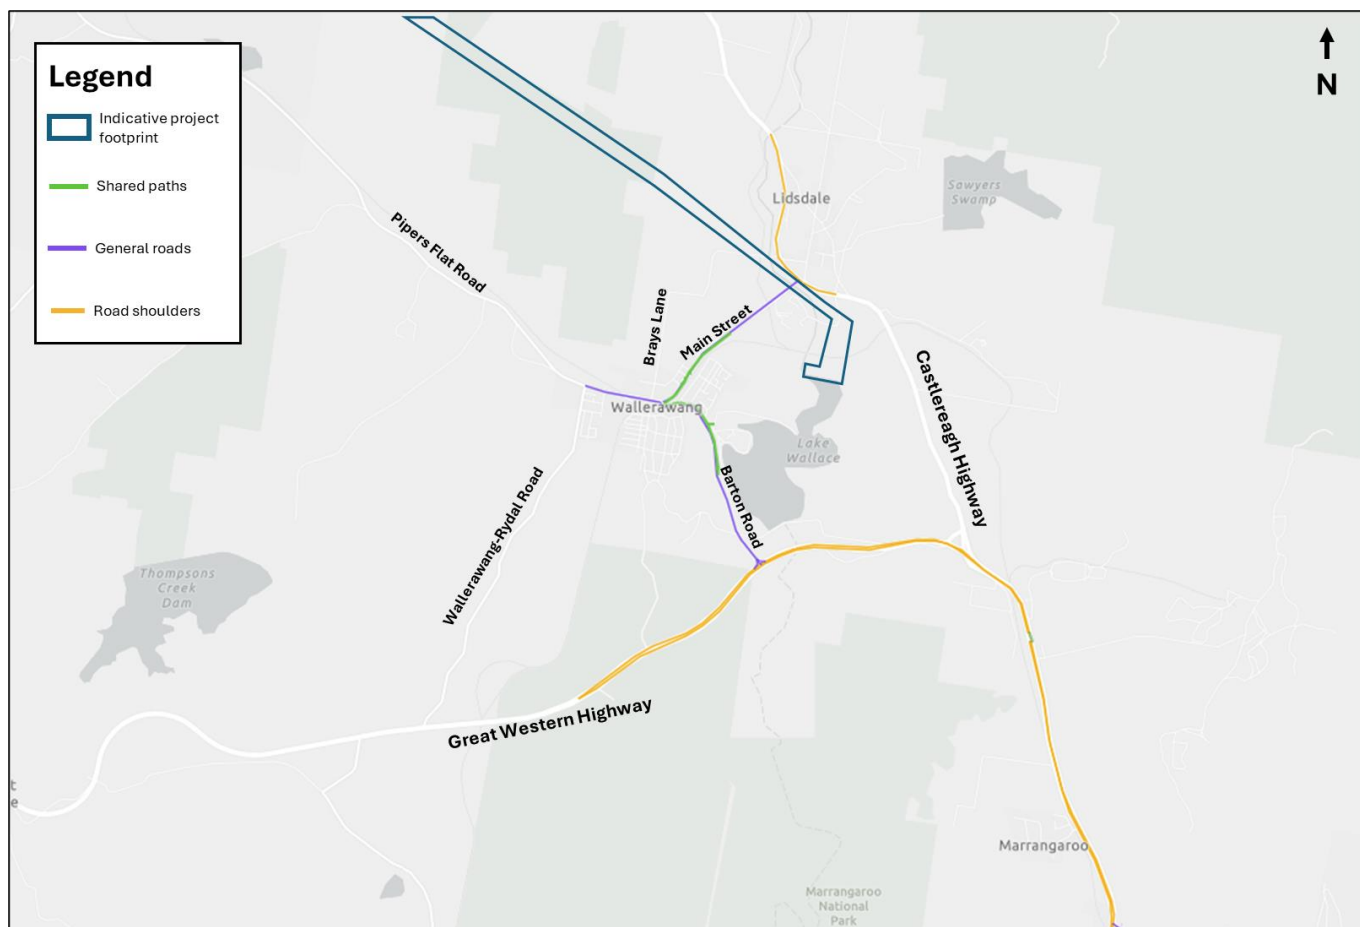 Legend
Indicative project
footprint
Shared paths
General roads
Road shoulders
N
Lidsdale
Sawyers
Swamp
Pipers Flat Road
Brays Lane
Main Street
Wallerawang
Castlereagh Highway
Lake
Wallace
Barton Road
Wallerawang-Rydal Road
Thompsons
Creek
Dam
Great Western Highway
t
e
Marrangaroo
Marrangaroo
National
Park